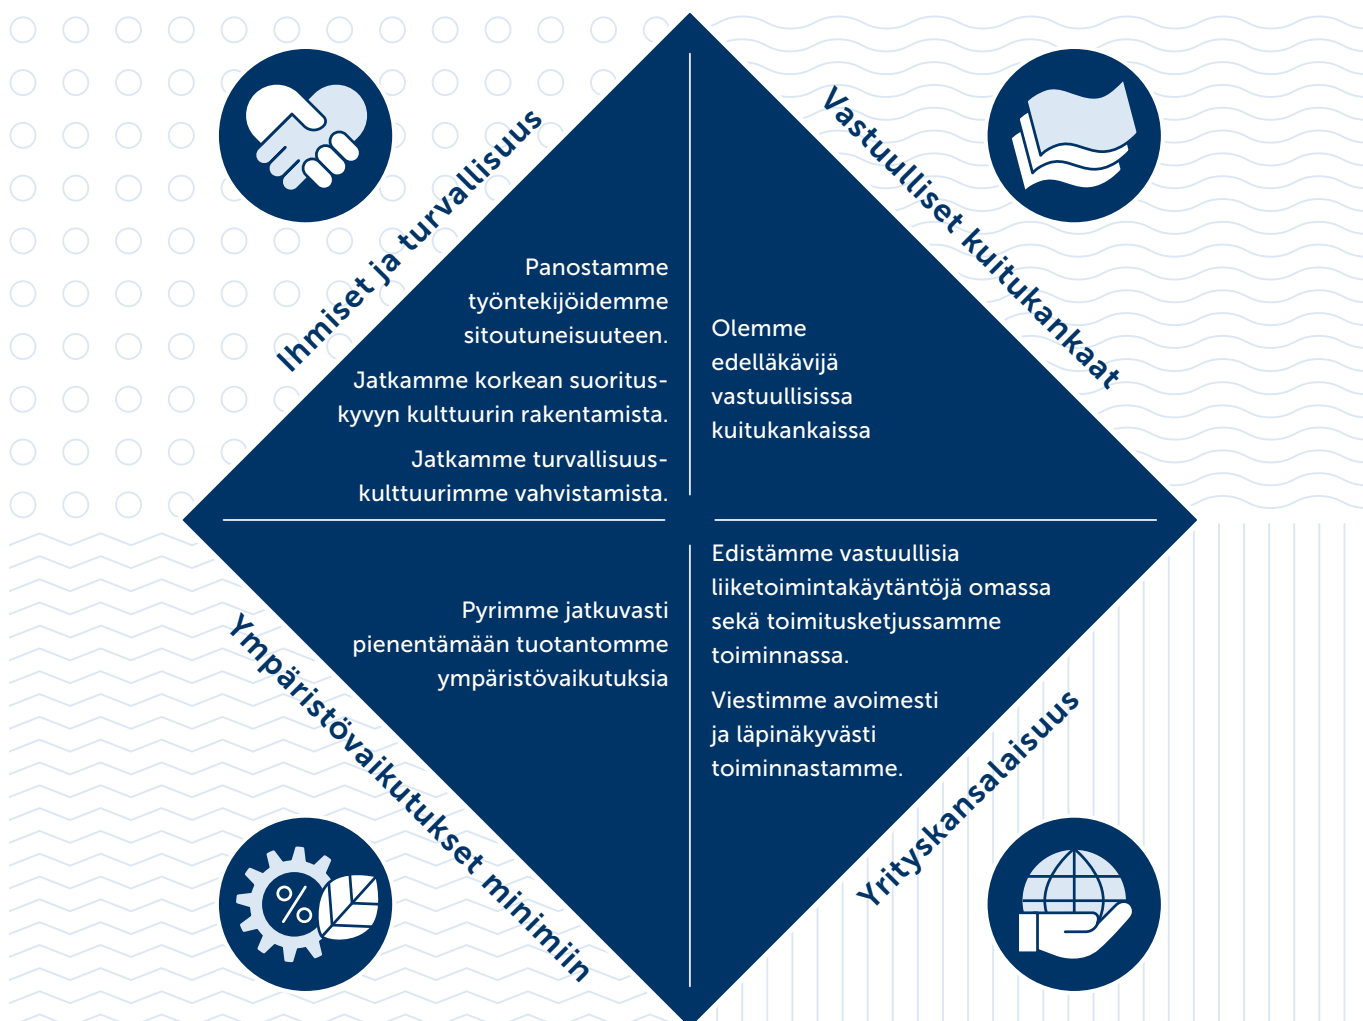 Ihmiset ja turvallisuus
Panostamme
työntekijöidemme
sitoutuneisuuteen.
Jatkamme korkean suoritus-
kyvyn kulttuurin rakentamista.
Jatkamme turvallisuus-
kulttuurimme vahvistamista.
Vastuulliset kuitukankaat
Olemme
edelläkävijä
vastuullisissa
kuitukankaissa
Ympäristövaikutukset minimiin
Pyrimme jatkuvasti
pienentämään tuotantomme
ympäristövaikutuksia
Yrityskansalaisuus
Edistämme vastuullisia
liiketoimintakäytäntöjä omassa
sekä toimitusketjussamme
toiminnassa.
Viestimme avoimesti
ja läpinäkyvästi
toiminnastamme.
%